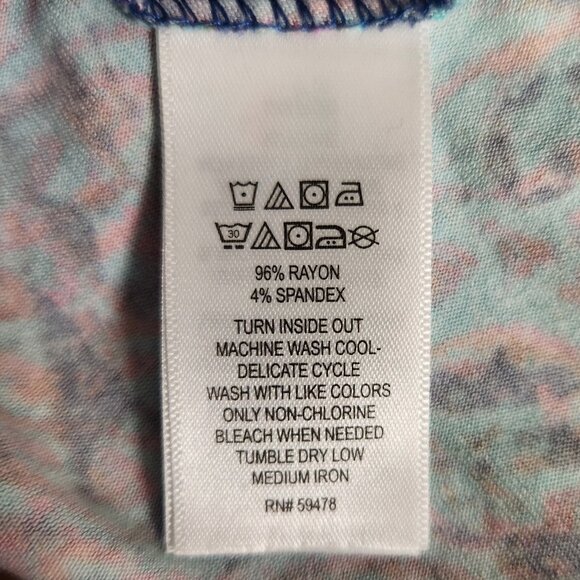 30
96% RAYON
4% SPANDEX
TURN INSIDE OUT
MACHINE WASH COOL-
DELICATE CYCLE
WASH WITH LIKE COLORS
ONLY NON-CHLORINE
BLEACH WHEN NEEDED
TUMBLE DRY LOW
MEDIUM IRON
RN# 59478